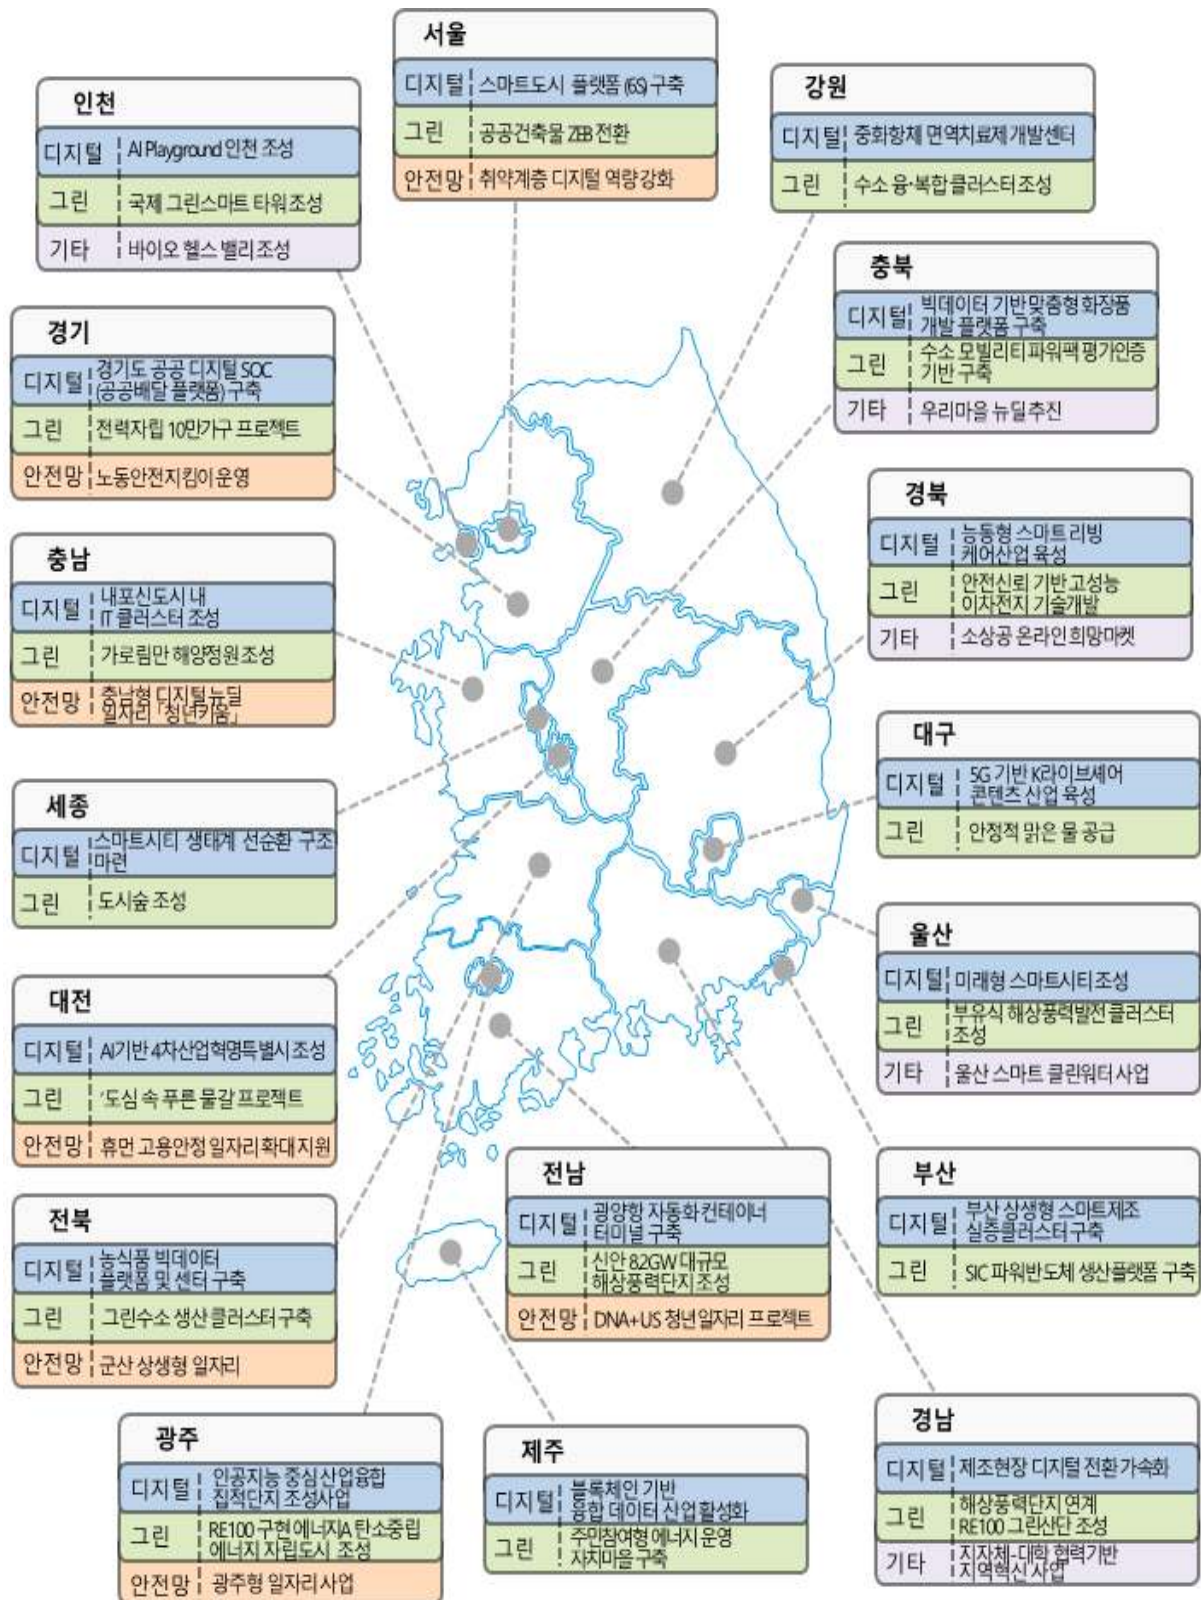 서울
디지털 스마트도시 플랫폼 (6S) 구축
그린 공공건축물 ZEB 전환
안전망 취약계층 디지털 역량 강화
인천
디지털 AI Playground 인천 조성
그린 국제 그린스마트 타워 조성
기타 바이오 헬스 밸리 조성
강원
디지털 중화항체 면역치료제 개발센터
그린 수소 융·복합 클러스터 조성
충북
디지털 빅데이터 기반 맞춤형 화장품
개발 플랫폼 구축
그린 수소 모빌리티 파워팩 평가인증
기반 구축
기타 우리마을 뉴딜 추진
경기
디지털 경기도 공공 디지털 SOC
(공공배달 플랫폼) 구축
그린 전력자립 10만가구 프로젝트
안전망 노동안전지킴이 운영
경북
디지털 능동형 스마트 리빙
케어산업 육성
그린 안전신뢰 기반 고성능
이차전지 기술개발
기타 소상공 온라인 희망마켓
충남
디지털 내포신도시 내
IT 클러스터 조성
그린 가로림만 해양정원 조성
안전망 충남형 디지털 뉴딜
일자리 「청년키움」
대구
디지털 5G 기반 K라이브셰어
콘텐츠 산업 육성
그린 안정적 맑은 물 공급
세종
디지털 스마트시티 생태계 선순환 구조
마련
그린 도시숲 조성
울산
디지털 미래형 스마트시티 조성
그린 부유식 해상풍력발전 클러스터
조성
기타 울산 스마트 클린워터 사업
대전
디지털 AI기반 4차산업혁명특별시 조성
그린 '도심 속 푸른 물길 프로젝트
안전망 휴먼 고용안정 일자리 확대 지원
전남
디지털 광양항 자동화 컨테이너
터미널 구축
그린 신안 8.2GW 대규모
해상풍력단지 조성
안전망 DNA+US 청년 일자리 프로젝트
부산
디지털 부산 상생형 스마트제조
실증클러스터 구축
그린 SIC 파워반도체 생산플랫폼 구축
전북
디지털 농식품 빅데이터
플랫폼 및 센터 구축
그린 그린수소 생산 클러스터 구축
안전망 군산 상생형 일자리
광주
디지털 인공지능 중심 산업융합
집적단지 조성사업
그린 RE100 구현 에너지A 탄소중립
에너지 자립도시 조성
안전망 광주형 일자리 사업
제주
디지털 블록체인 기반
융합 데이터 산업 활성화
그린 주민참여형 에너지 운영
자치마을 구축
경남
디지털 제조현장 디지털 전환 가속화
그린 해상풍력단지 연계
RE100 그린산단 조성
기타 지자체-대학 협력기반
지역혁신 사업